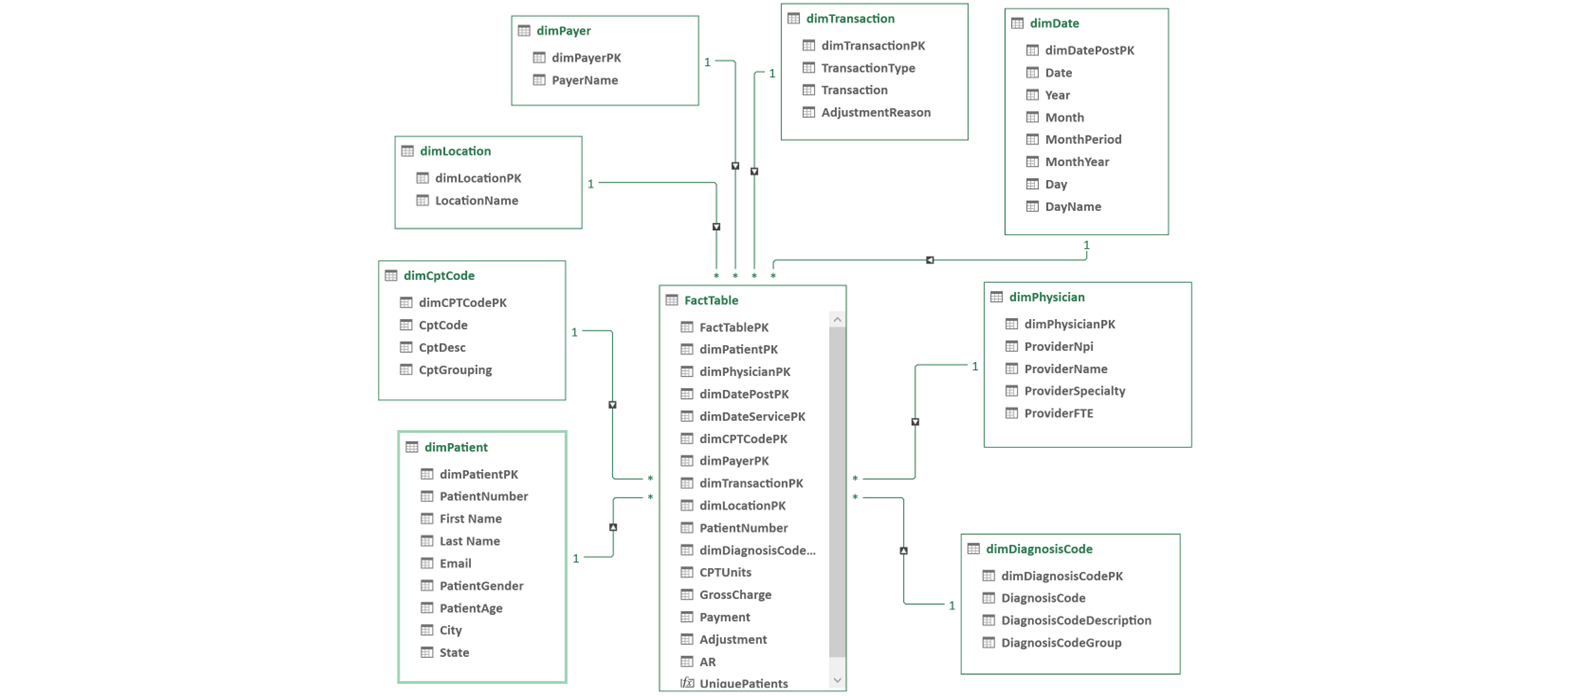 dimPayer
dimPayerPK
PayerName
1
dimTransaction
dimTransactionPK
TransactionType
Transaction
AdjustmentReason
1
dimDate
dimDatePostPK
Date
Year
Month
MonthPeriod
MonthYear
Day
DayName
1
dimLocation
dimLocationPK
LocationName
1
* * * *
dimCptCode
dimCPTCodePK
CptCode
CptDesc
CptGrouping
1
*
FactTable
FactTablePK
dimPatientPK
dimPhysicianPK
dimDatePostPK
dimDateServicePK
dimCPTCodePK
dimPayerPK
dimTransactionPK
dimLocationPK
PatientNumber
dimDiagnosisCode...
CPTUnits
GrossCharge
Payment
Adjustment
AR
fx UniquePatients
dimPhysician
dimPhysicianPK
ProviderNpi
ProviderName
ProviderSpecialty
ProviderFTE
1
*
dimPatient
dimPatientPK
PatientNumber
First Name
Last Name
Email
PatientGender
PatientAge
City
State
1
*
dimDiagnosisCode
dimDiagnosisCodePK
DiagnosisCode
DiagnosisCodeDescription
DiagnosisCodeGroup
1
*